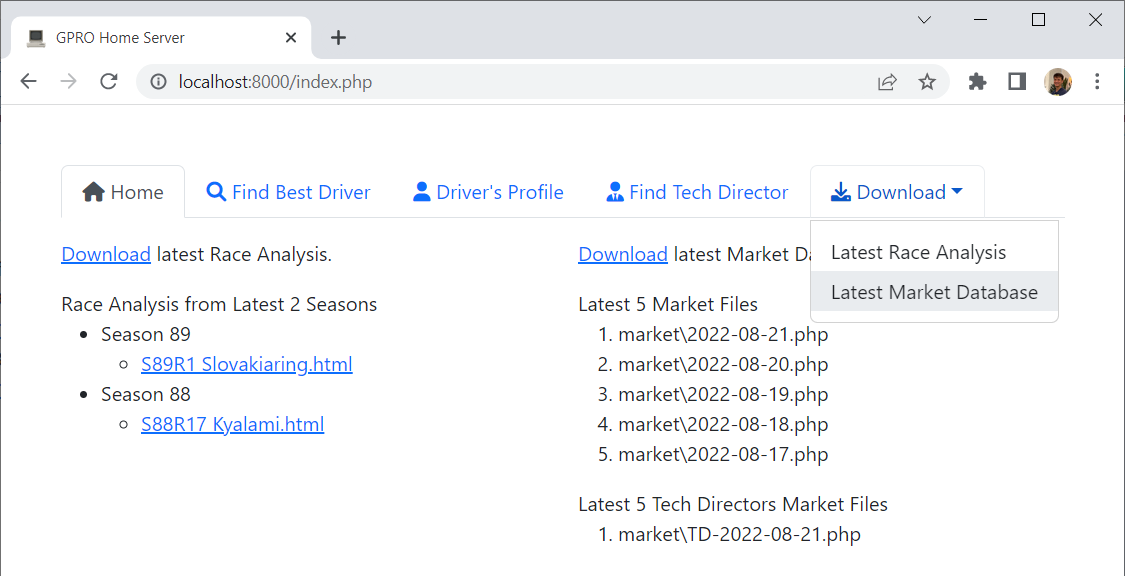 GPRO Home Server
localhost:8000/index.php
Home
Find Best Driver
Driver's Profile
Find Tech Director
Download
Latest Race Analysis
Latest Market Database
Download latest Race Analysis.
Race Analysis from Latest 2 Seasons
Season 89
S89R1 Slovakiaring.html
Season 88
S88R17 Kyalami.html
Download latest Market
Latest 5 Market Files
1. market\2022-08-21.php
2. market\2022-08-20.php
3. market\2022-08-19.php
4. market\2022-08-18.php
5. market\2022-08-17.php
Latest 5 Tech Directors Market Files
1. market\TD-2022-08-21.php